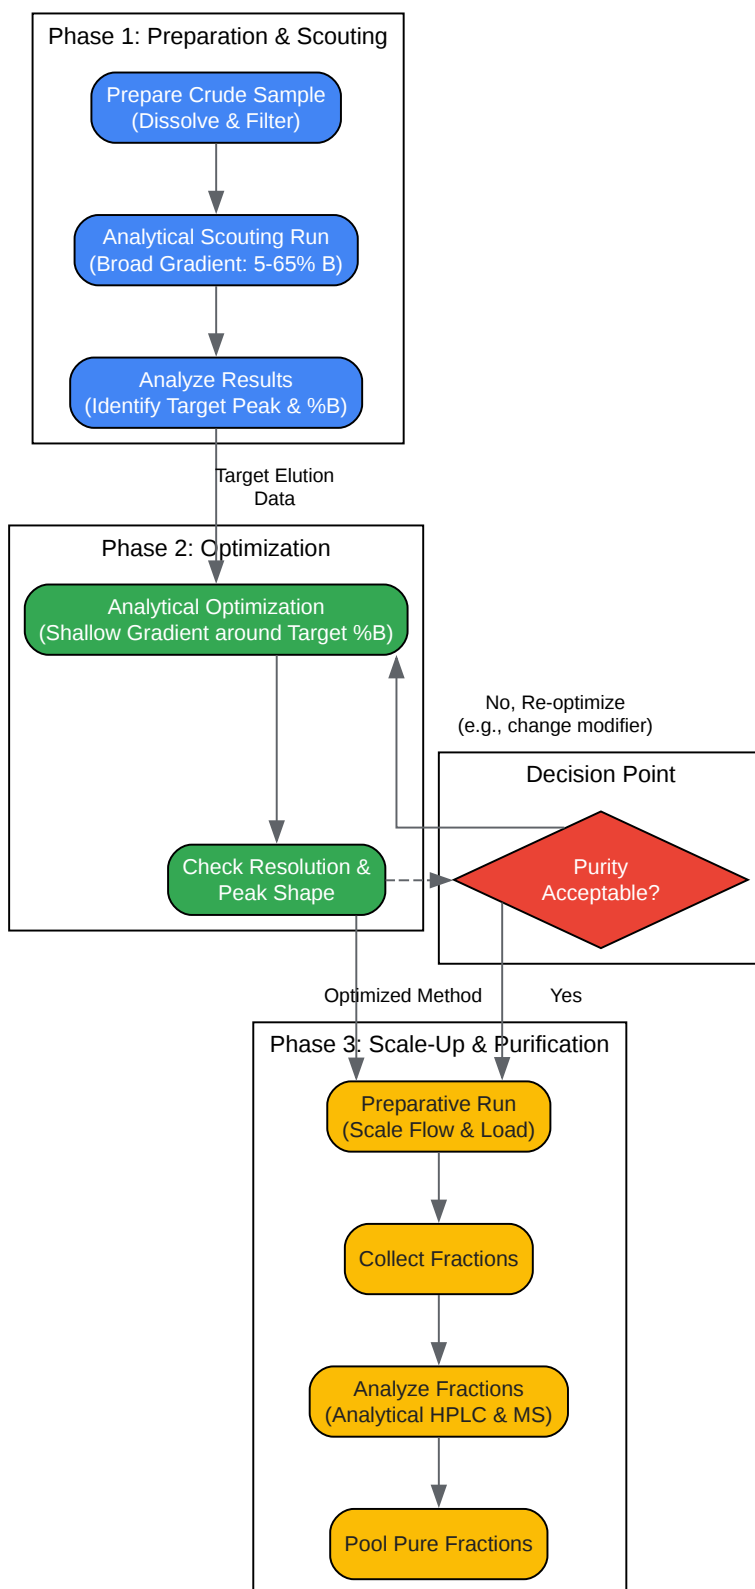 Phase 1: Preparation & Scouting
Prepare Crude Sample
(Dissolve & Filter)
Analytical Scouting Run
(Broad Gradient: 5-65% B)
Analyze Results
(Identify Target Peak & %B)
Target Elution
Data
Phase 2: Optimization
Analytical Optimization
(Shallow Gradient around Target %B)
No, Re-optimize
(e.g., change modifier)
Decision Point
Check Resolution &
Peak Shape
Purity
Acceptable?
Optimized Method
Yes
Phase 3: Scale-Up & Purification
Preparative Run
(Scale Flow & Load)
Collect Fractions
Analyze Fractions
(Analytical HPLC & MS)
Pool Pure Fractions